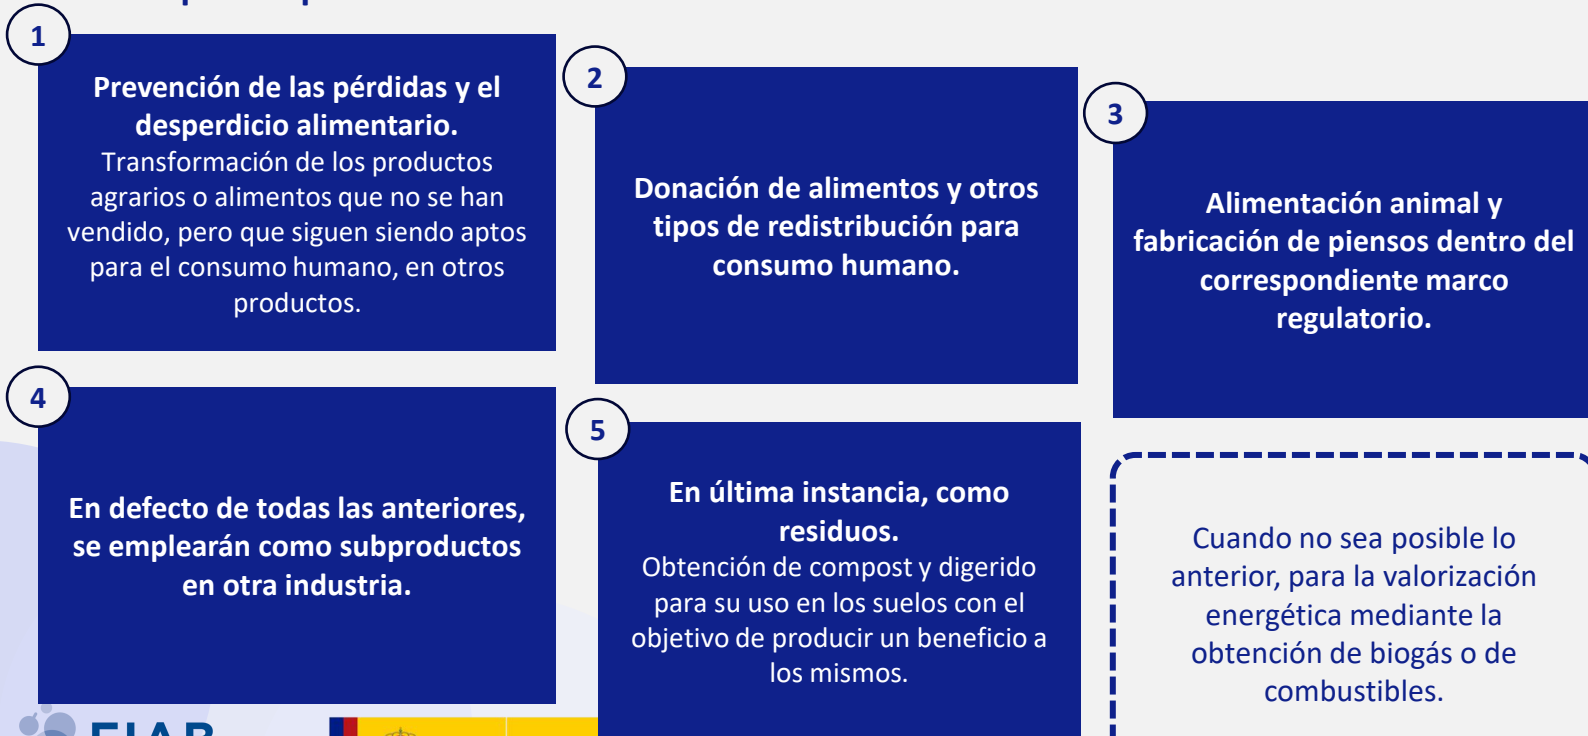 1
Prevención de las pérdidas y el
desperdicio alimentario.
Transformación de los productos
agrarios o alimentos que no se han
vendido, pero que siguen siendo aptos
para el consumo humano, en otros
productos.
2
Donación de alimentos y otros
tipos de redistribución para
consumo humano.
3
Alimentación animal y
fabricación de piensos dentro del
correspondiente marco
regulatorio.
4
En defecto de todas las anteriores,
se emplearán como subproductos
en otra industria.
5
En última instancia, como
residuos.
Obtención de compost y digerido
para su uso en los suelos con el
objetivo de producir un beneficio a
los mismos.
Cuando no sea posible lo
anterior, para la valorización
energética mediante la
obtención de biogás o de
combustibles.
FIAB